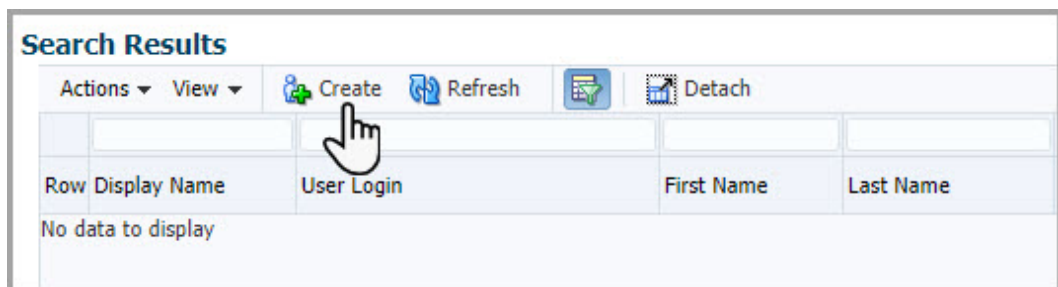 Search Results
Actions View Create Refresh Detach
Row Display Name User Login First Name Last Name
No data to display